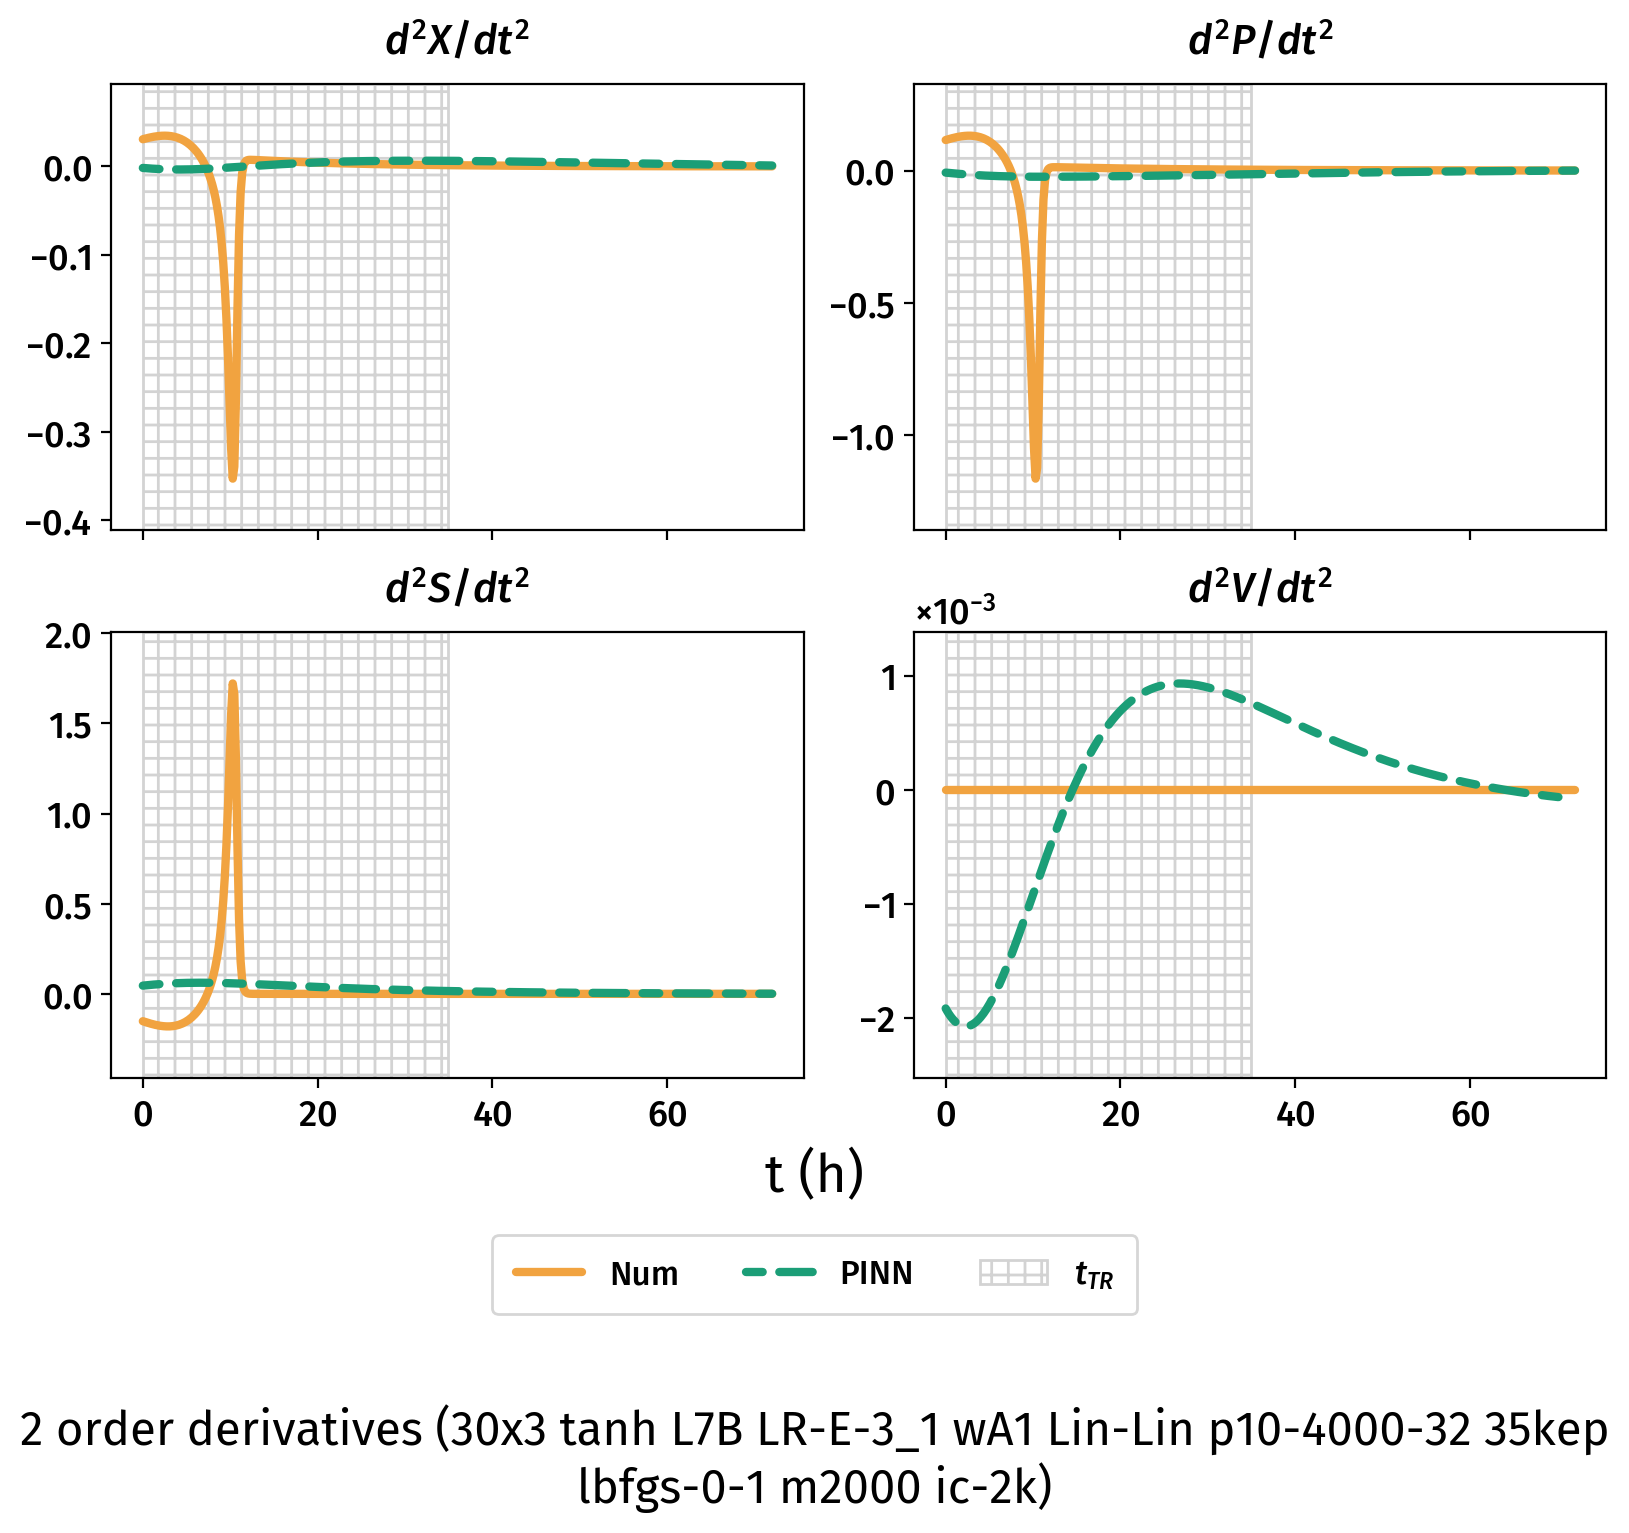 d²X/dt²
d²P/dt²
0.0
−0.1
−0.2
−0.3
−0.4
0.0
−0.5
−1.0
d²S/dt²
d²V/dt²
×10⁻³
2.0
1.5
1.0
0.5
0.0
1
0
−1
−2
0 20 40 60
0 20 40 60
t (h)
Num PINN t_TR
2 order derivatives (30x3 tanh L7B LR-E-3_1 wA1 Lin-Lin p10-4000-32 35kep
lbfgs-0-1 m2000 ic-2k)